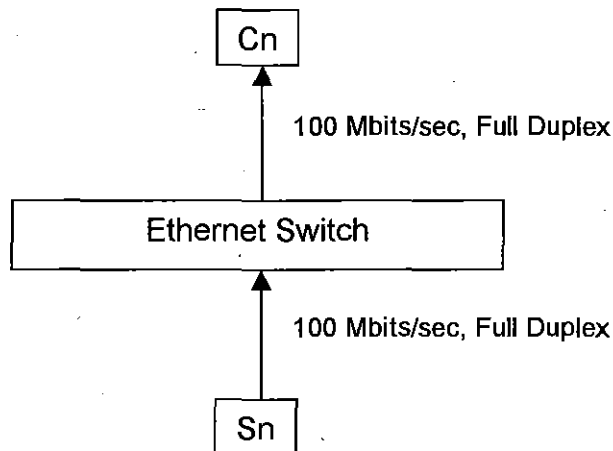 Cn
100 Mbits/sec, Full Duplex
Ethernet Switch
100 Mbits/sec, Full Duplex
Sn